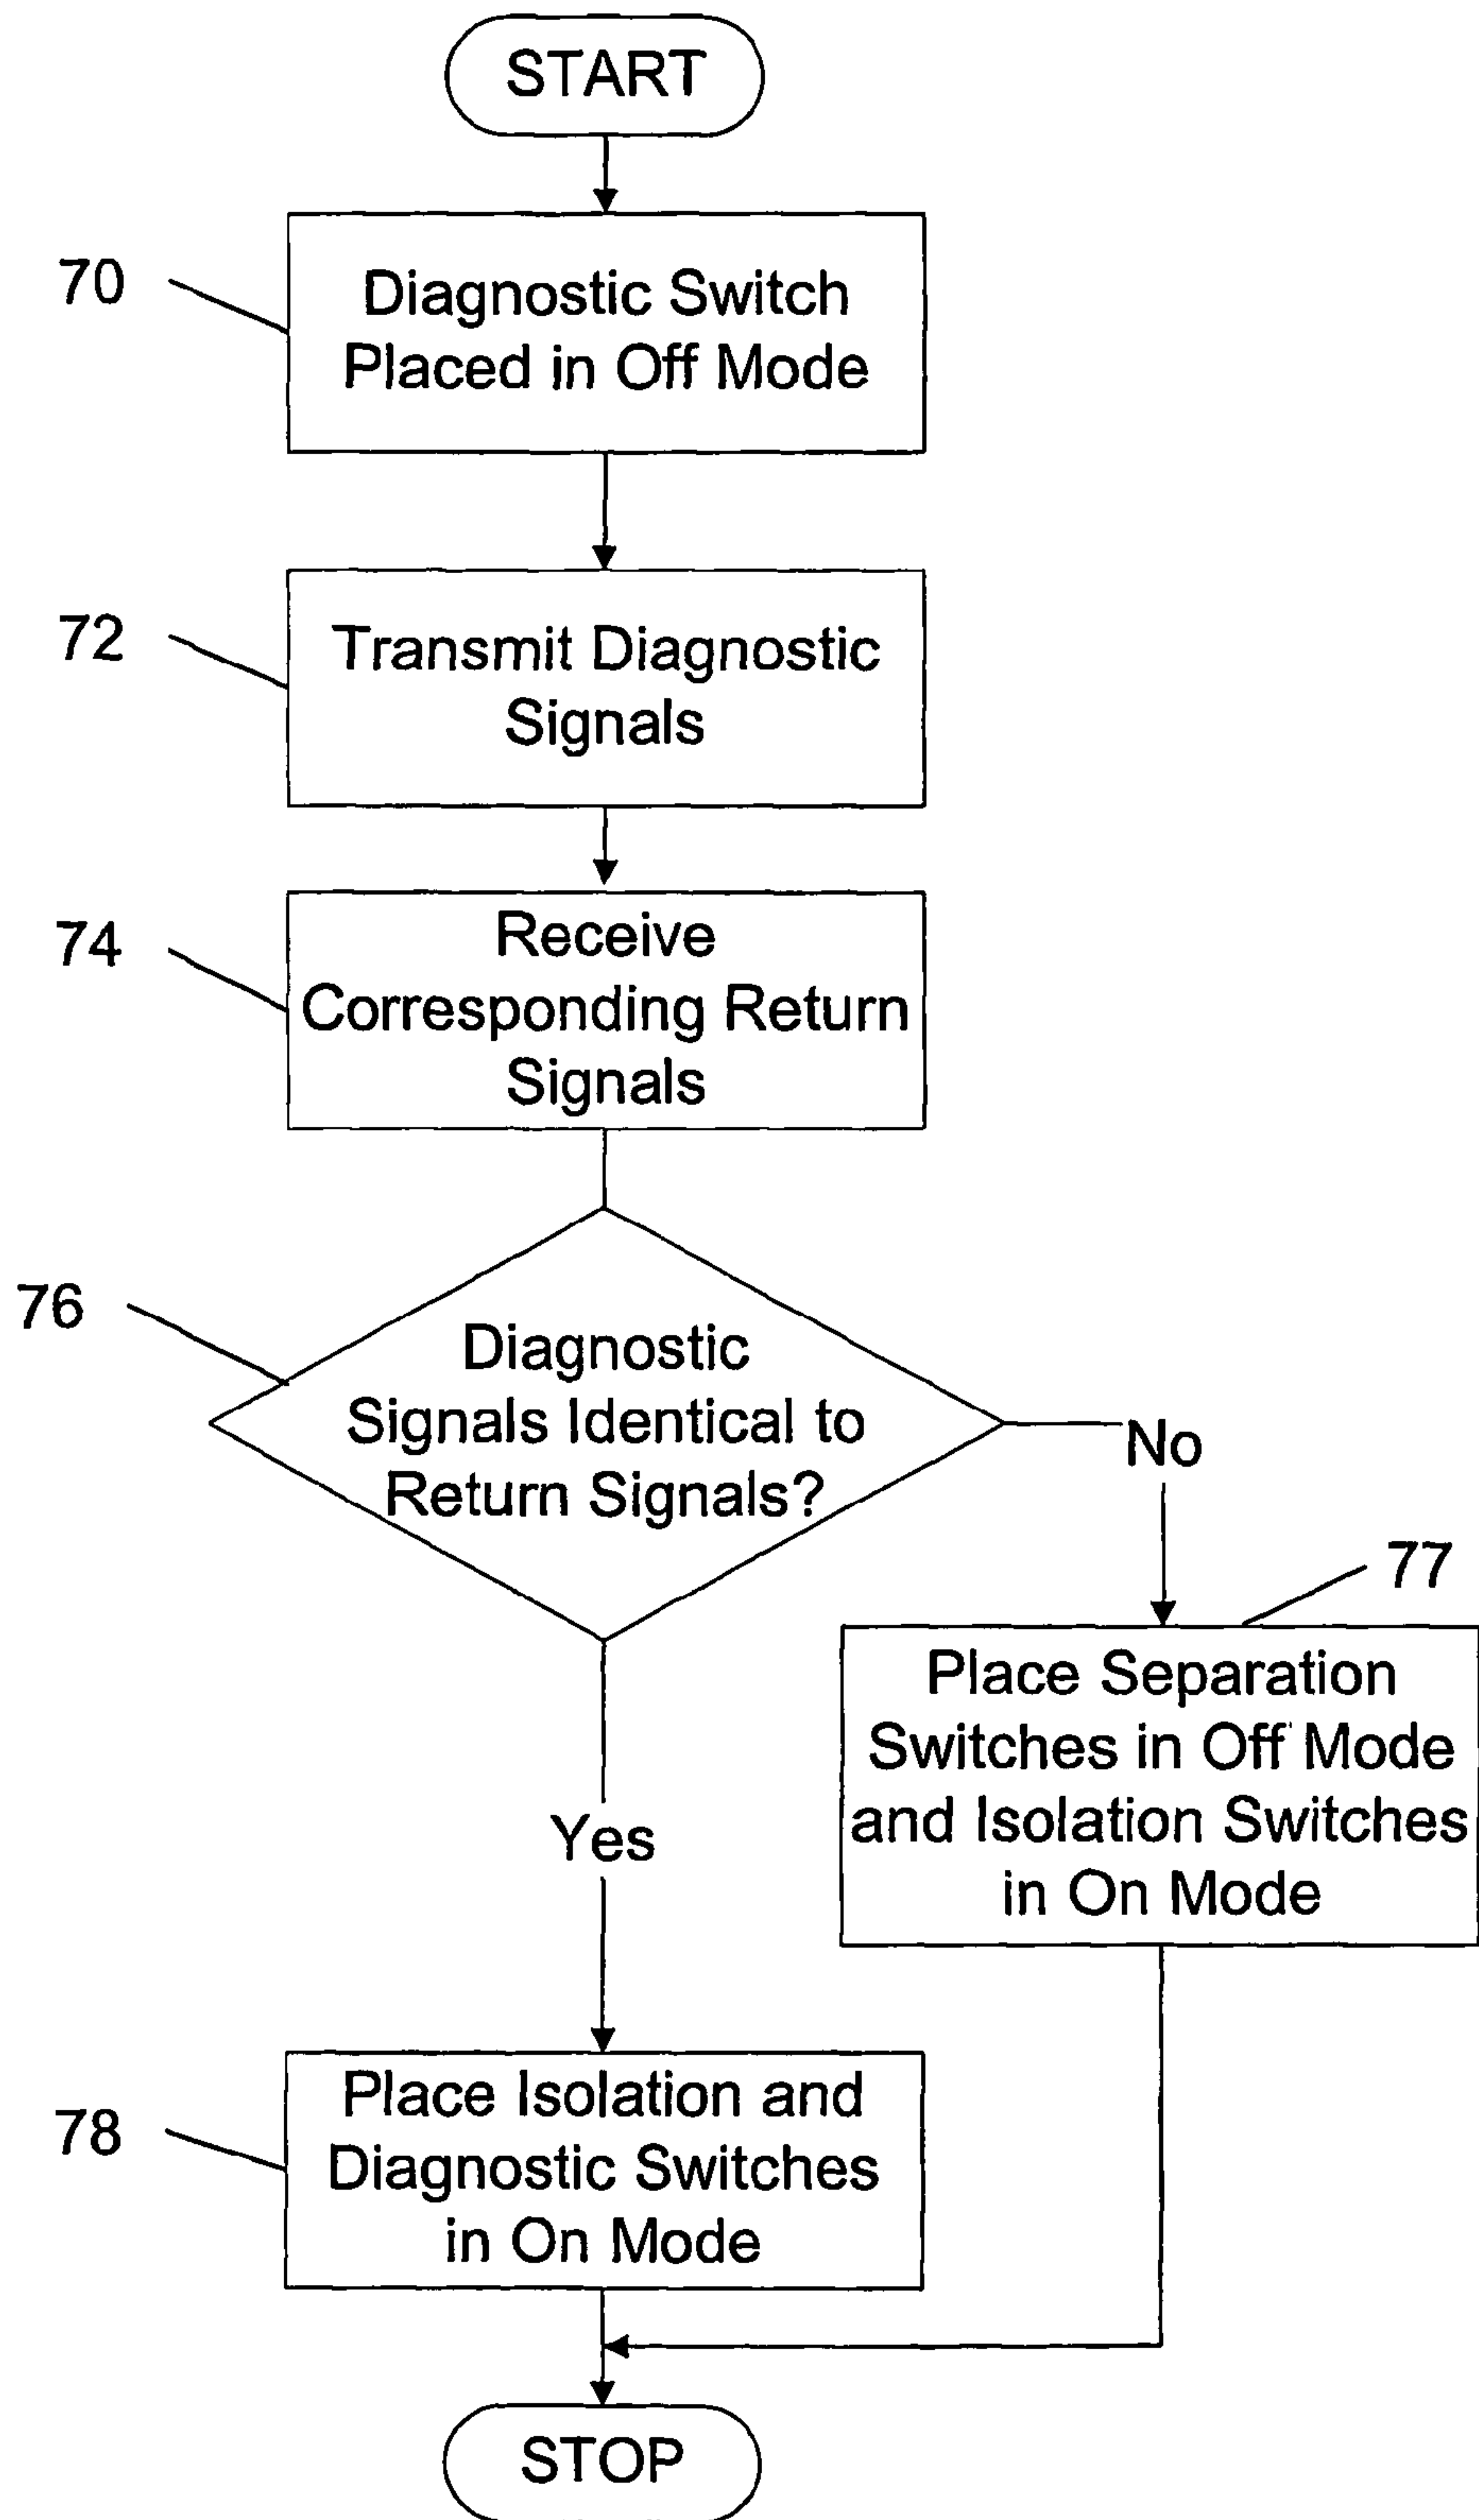 START
70
Diagnostic Switch
Placed in Off Mode
72
Transmit Diagnostic
Signals
74
Receive
Corresponding Return
Signals
76
Diagnostic
Signals Identical to
Return Signals?
No
77
Place Separation
Switches in Off Mode
and Isolation Switches
in On Mode
Yes
78
Place Isolation and
Diagnostic Switches
in On Mode
STOP